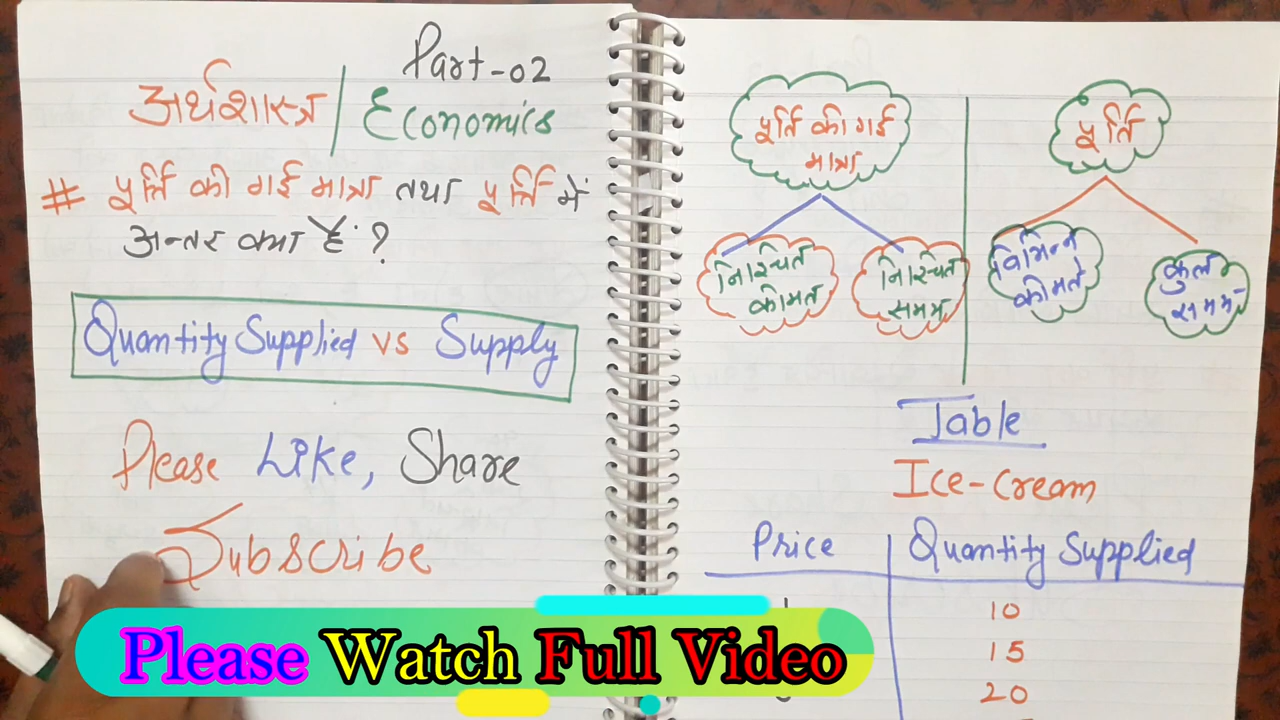 Part-02
अर्थशास्त्र | Economics
# पूर्ति की गई मात्रा तथा पूर्ति में
अन्तर क्या है ?
Quantity Supplied vs Supply
Please Like, Share
Subscribe
पूर्ति की गई
मात्रा
पूर्ति
निश्चित
कीमत
निश्चित
समय
विभिन्न
कीमत
कुल
समय
Table
Ice-Cream
Price Quantity Supplied
10
15
20
Please Watch Full Video